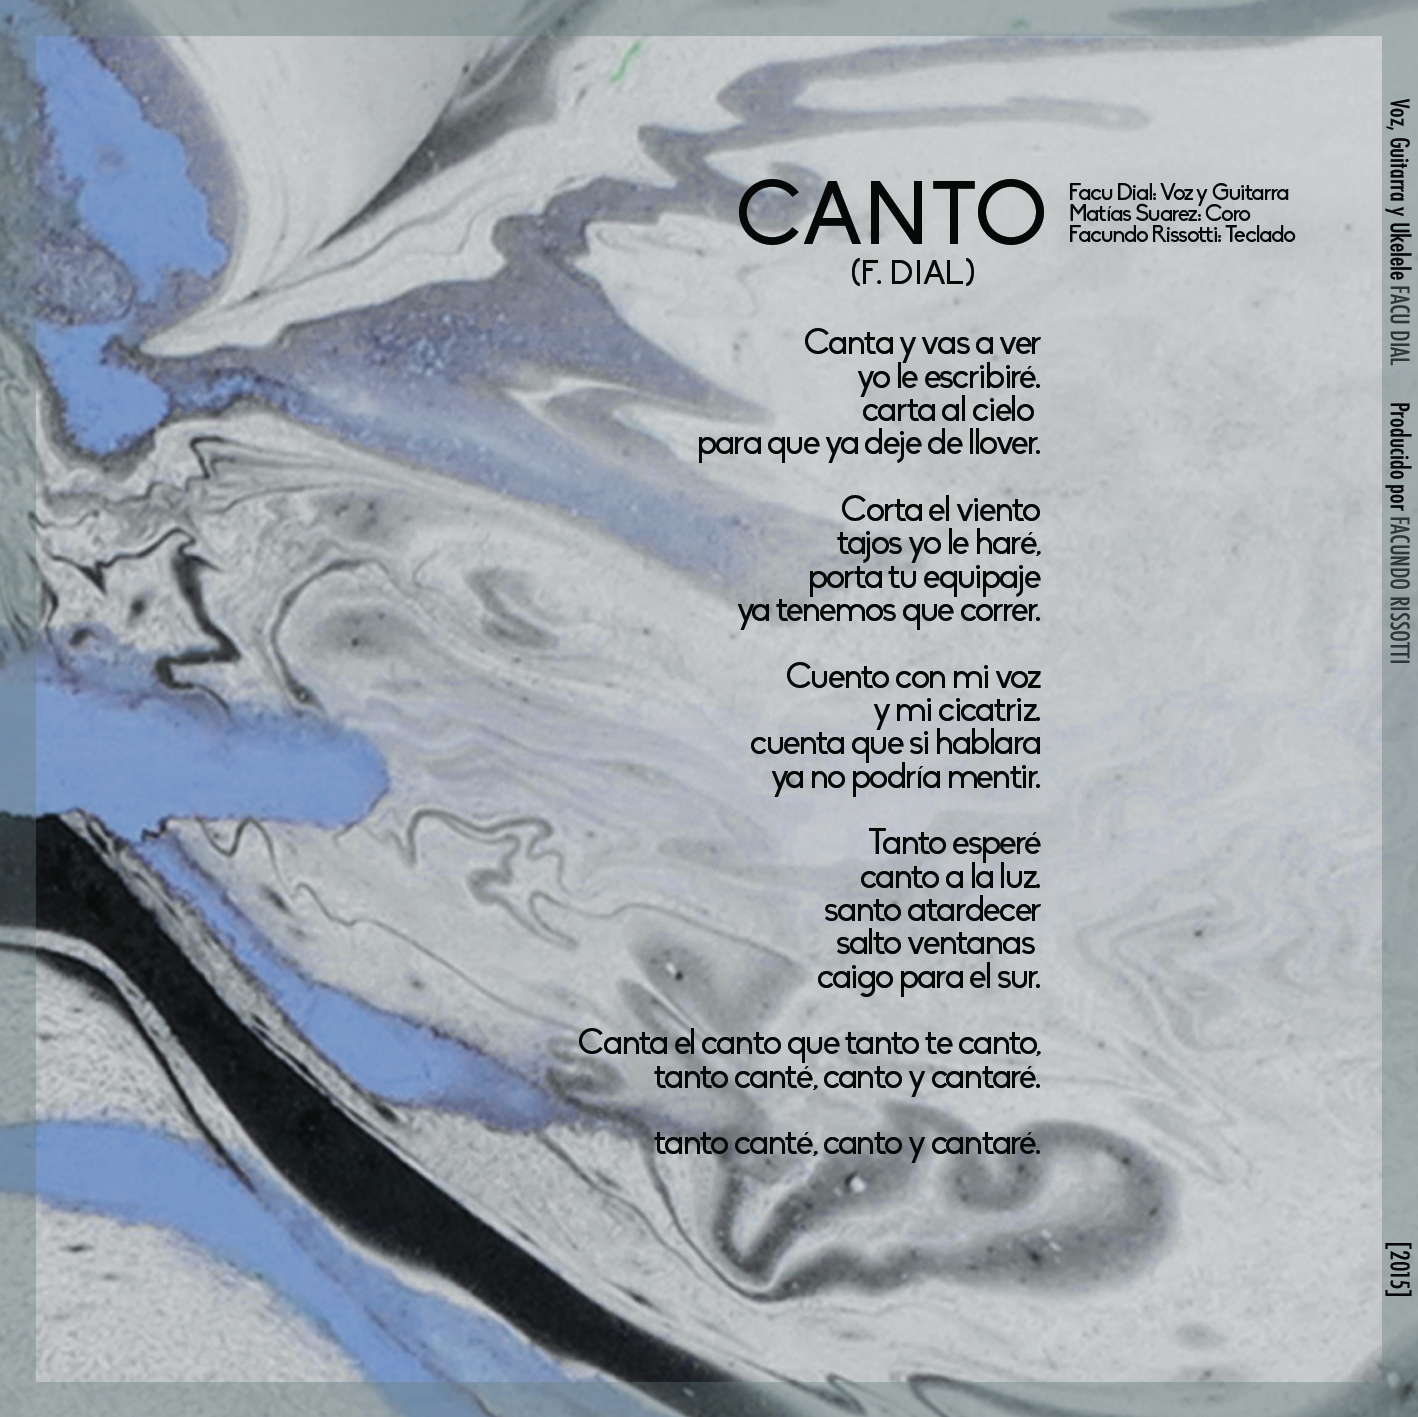 CANTO
(F. DIAL)
Facu Dial: Voz y Guitarra
Matías Suarez: Coro
Facundo Rissotti: Teclado
Canta y vas a ver
yo le escribiré.
carta al cielo
para que ya deje de llover.
Corta el viento
tajos yo le haré,
porta tu equipaje
ya tenemos que correr.
Cuento con mi voz
y mi cicatriz.
cuenta que si hablara
ya no podría mentir.
Tanto esperé
canto a la luz.
santo atardecer
salto ventanas
caigo para el sur.
Canta el canto que tanto te canto,
tanto canté, canto y cantaré.
tanto canté, canto y cantaré.
Voz, Guitarra y Ukelele FACU DIAL Producido por FACUNDO RISSOTTI
[2015]